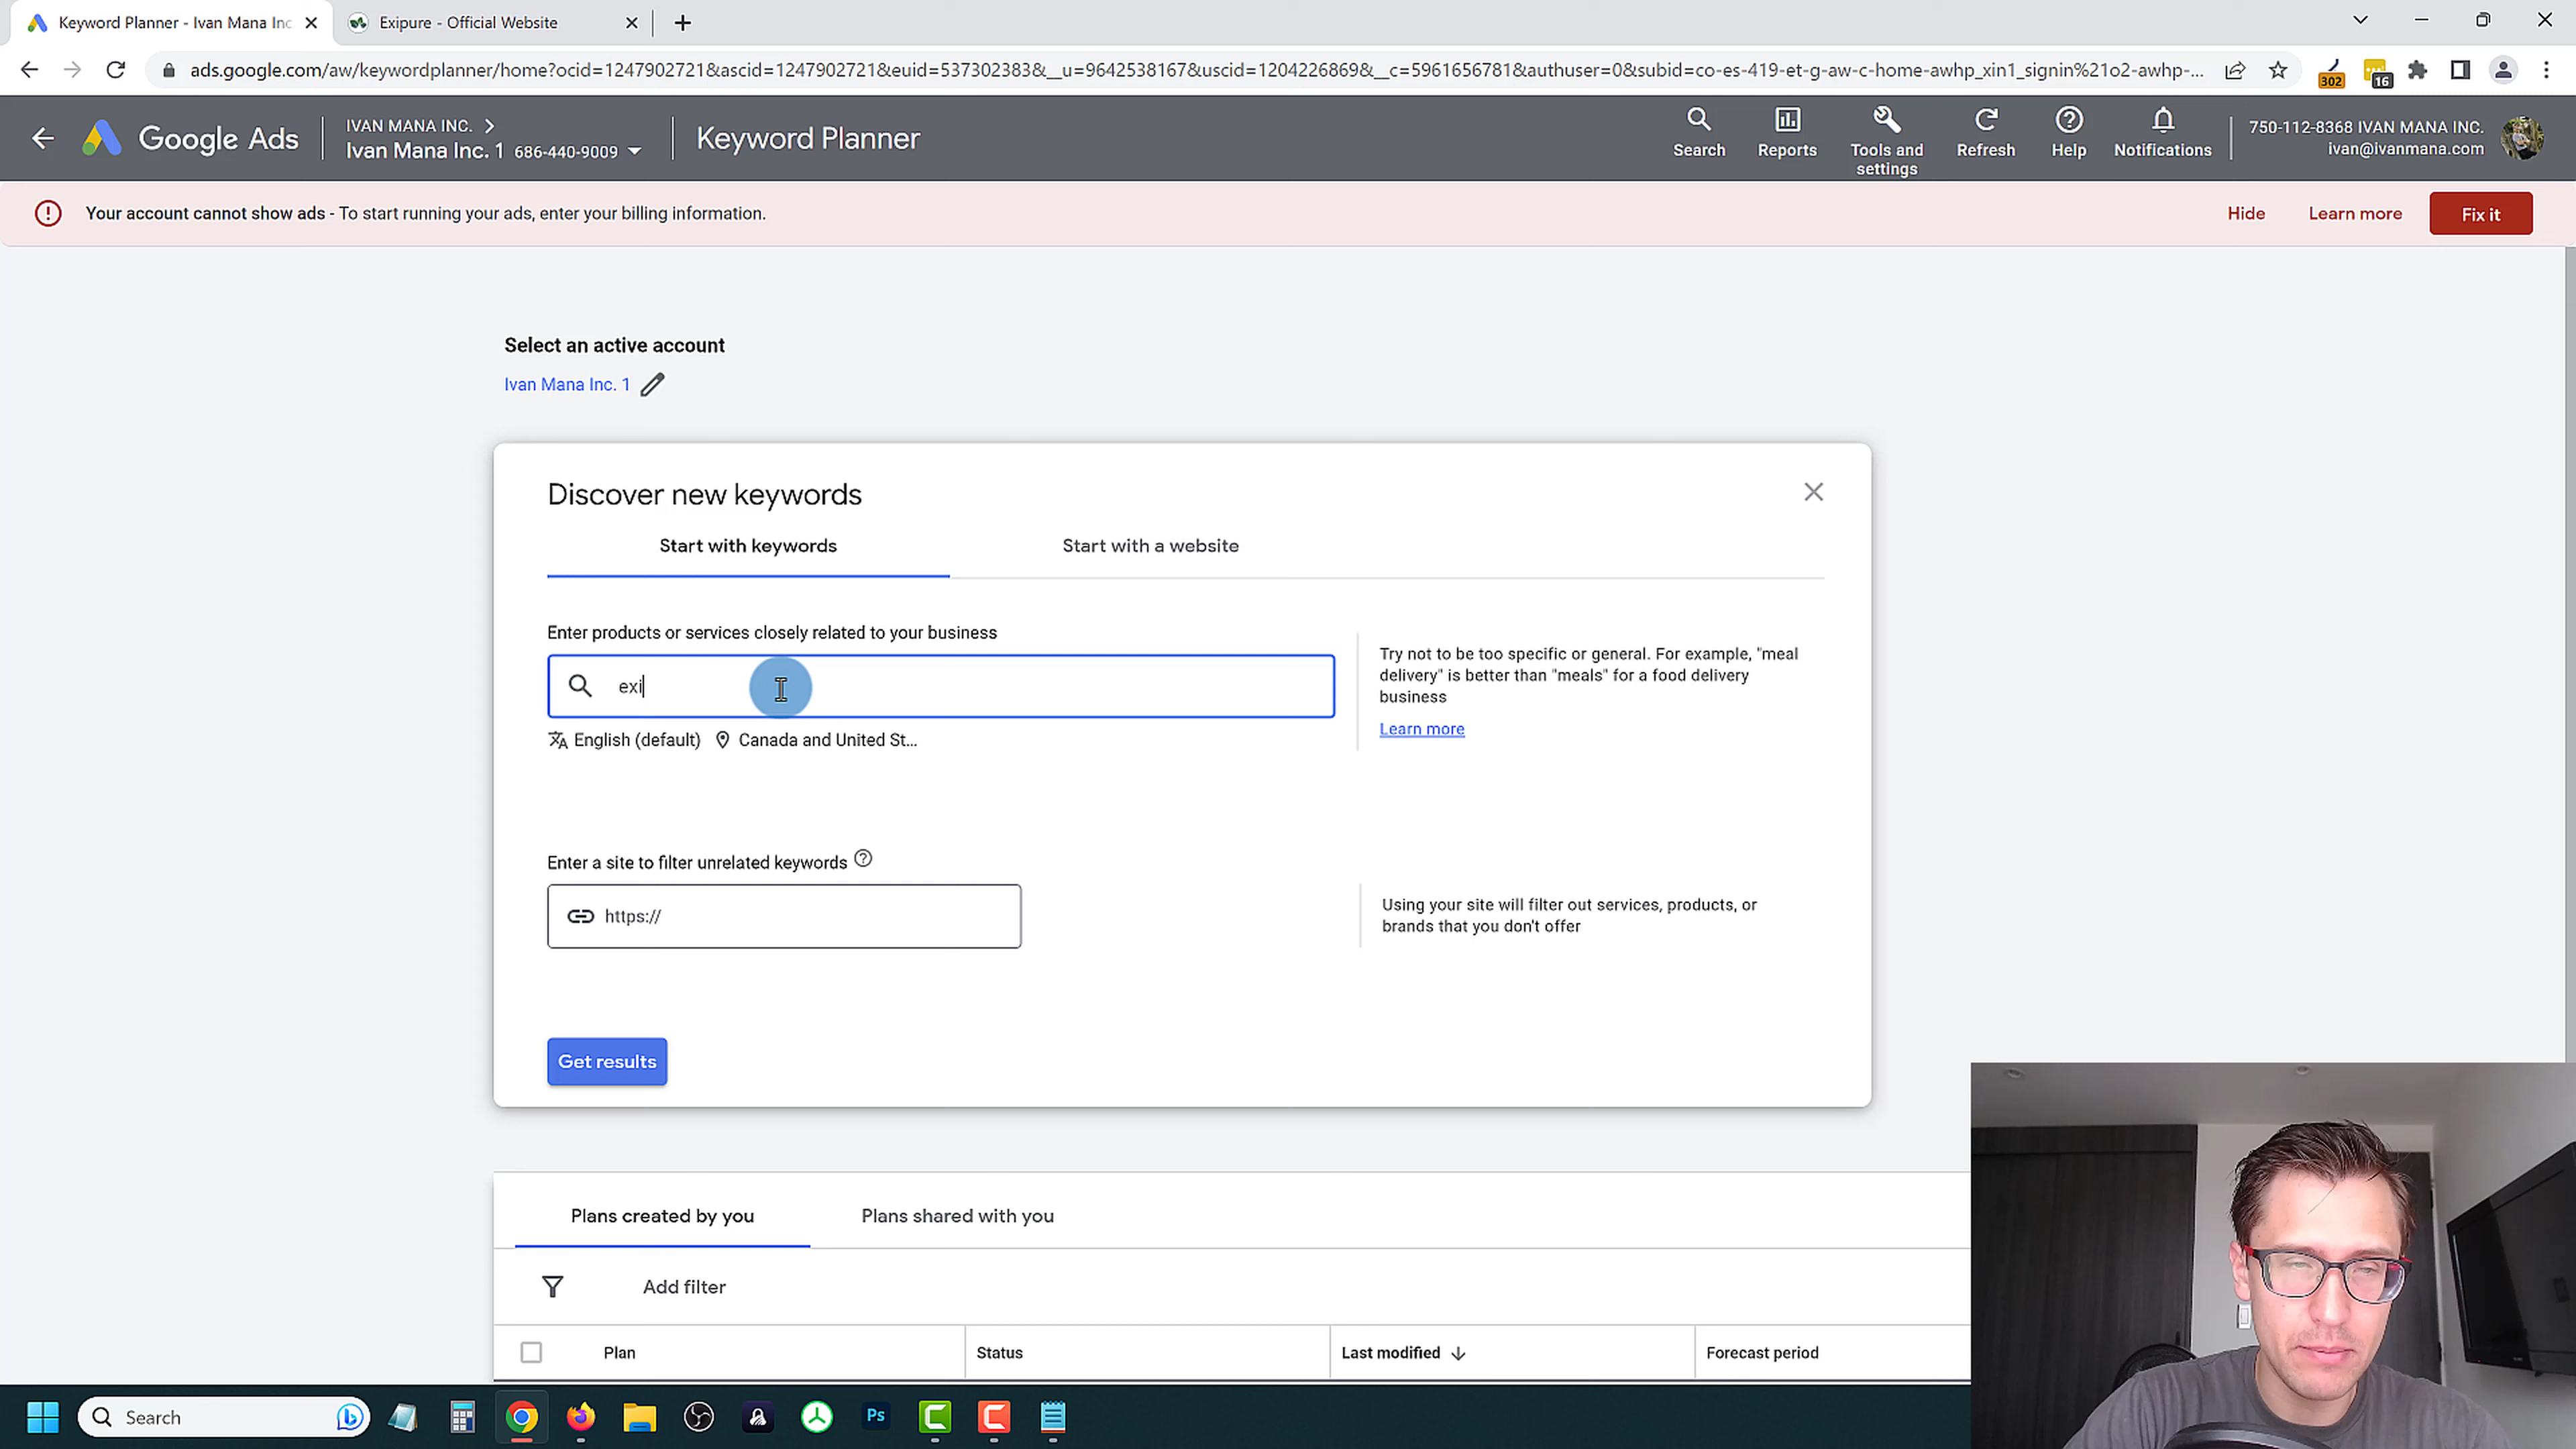 Keyword Planner - Ivan Mana Inc
Exipure - Official Website
ads.google.com/aw/keywordplanner/home?ocid=1247902721&ascid=1247902721&euid=537302383&__u=9642538167&uscid=1204226869&__c=5961656781&authuser=0&subid=co-es-419-et-g-aw-c-home-awhp_xin1_signin%21o2-awhp-...
302
16
Google Ads
IVAN MANA INC.
Ivan Mana Inc. 1 686-440-9009
Keyword Planner
Search
Reports
Tools and settings
Refresh
Help
Notifications
750-112-8368 IVAN MANA INC.
ivan@ivanmana.com
Your account cannot show ads - To start running your ads, enter your billing information.
Hide
Learn more
Fix it
Select an active account
Ivan Mana Inc. 1
Discover new keywords
Start with keywords
Start with a website
Enter products or services closely related to your business
exi
English (default)
Canada and United St...
Try not to be too specific or general. For example, "meal
delivery" is better than "meals" for a food delivery
business
Learn more
Enter a site to filter unrelated keywords
https://
Using your site will filter out services, products, or
brands that you don't offer
Get results
Plans created by you
Plans shared with you
Add filter
Plan
Status
Last modified
Forecast period
Search
Ps